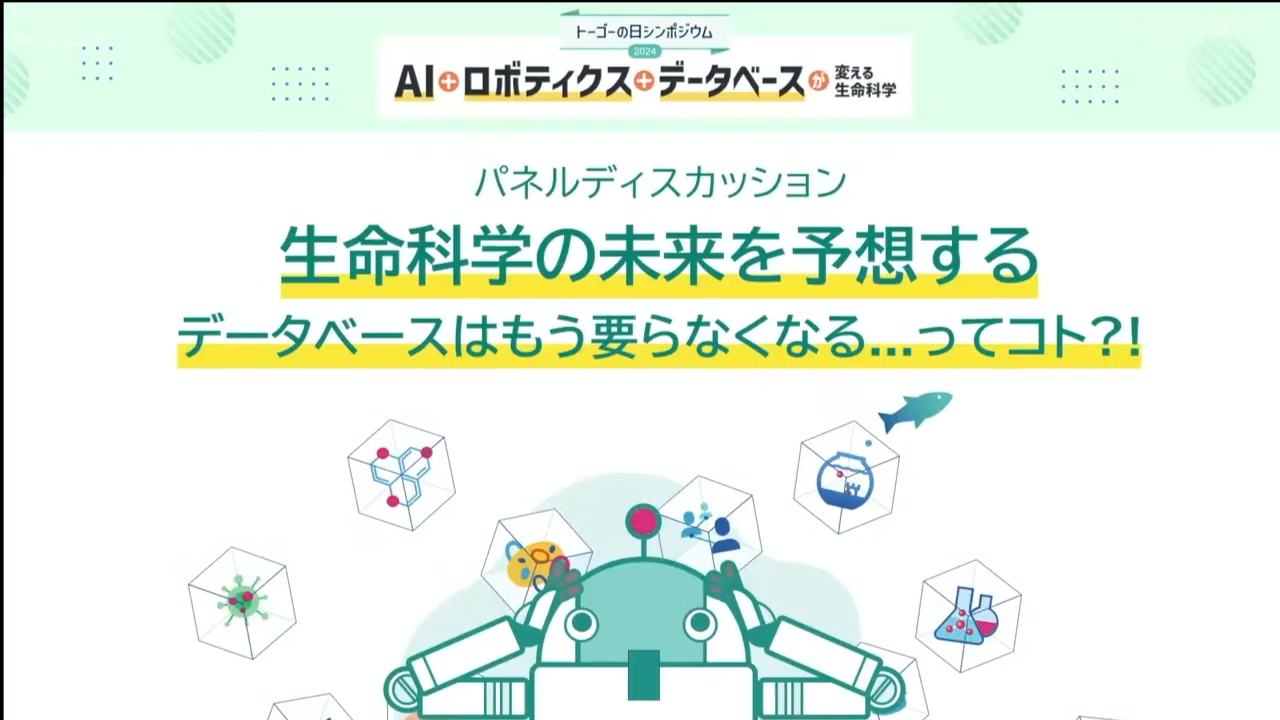 トーゴーの日シンポジウム
2024
AI+ロボティクス+データベースが変える生命科学
パネルディスカッション
生命科学の未来を予想する
データベースはもう要らなくなる...ってコト?!